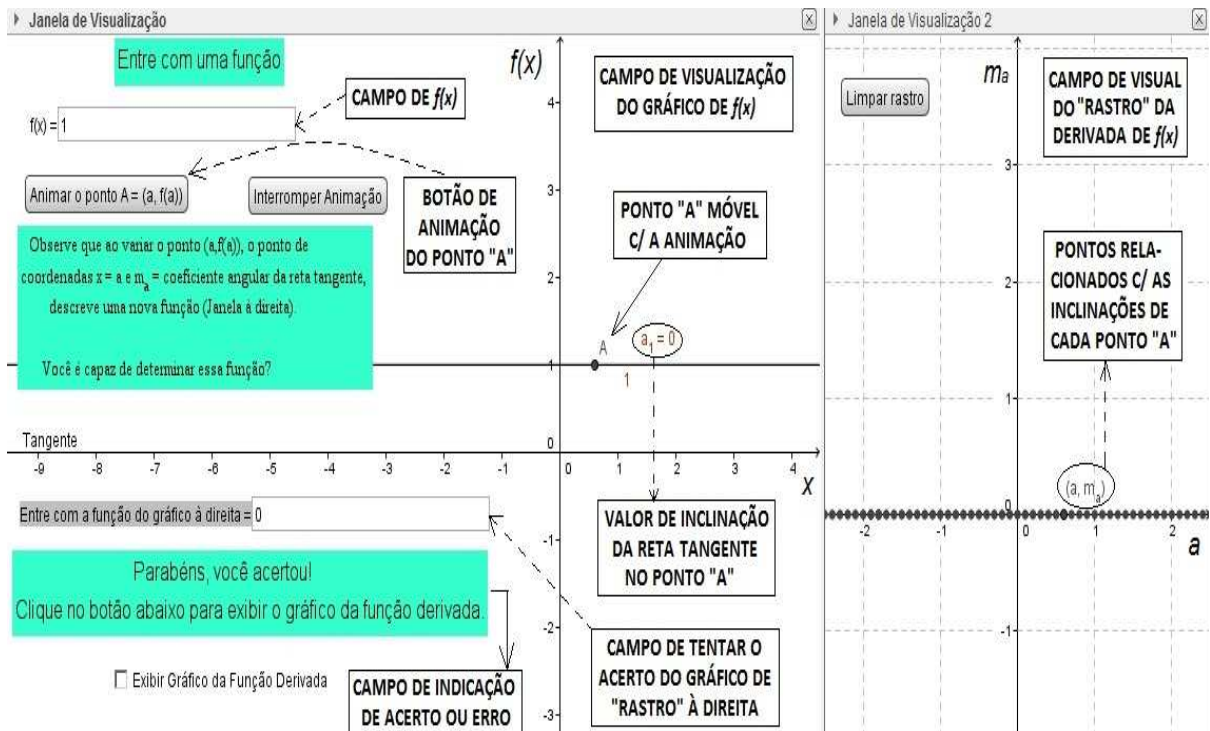 Janela de Visualização
X
Entre com uma função
f(x) = 1
CAMPO DE f(x)
Animar o ponto A = (a, f(a))
Interromper Animação
BOTÃO DE
ANIMAÇÃO
DO PONTO "A"
Observe que ao variar o ponto (a,f(a)), o ponto de
coordenadas x = a e mₐ = coeficiente angular da reta tangente,
descreve uma nova função (Janela à direita).
Você é capaz de determinar essa função?
f(x)
CAMPO DE VISUALIZAÇÃO
DO GRÁFICO DE f(x)
PONTO "A" MÓVEL
C/ A ANIMAÇÃO
A
a₁ = 0
1
4
3
2
1
0
-1
-2
-3
Tangente
-9 -8 -7 -6 -5 -4 -3 -2 -1 0 1 2 3 4
X
Entre com a função do gráfico à direita = 0
Parabéns, você acertou!
Clique no botão abaixo para exibir o gráfico da função derivada.
Exibir Gráfico da Função Derivada
CAMPO DE INDICAÇÃO
DE ACERTO OU ERRO
VALOR DE INCLINAÇÃO
DA RETA TANGENTE
NO PONTO "A"
CAMPO DE TENTAR O
ACERTO DO GRÁFICO DE
"RASTRO" À DIREITA
Janela de Visualização 2
X
Limpar rastro
mₐ
CAMPO DE VISUAL
DO "RASTRO" DA
DERIVADA DE f(x)
PONTOS RELA-
CIONADOS C/ AS
INCLINAÇÕES DE
CADA PONTO "A"
(a, mₐ)
3
2
1
0
-1
-2 -1 0 1 2
a